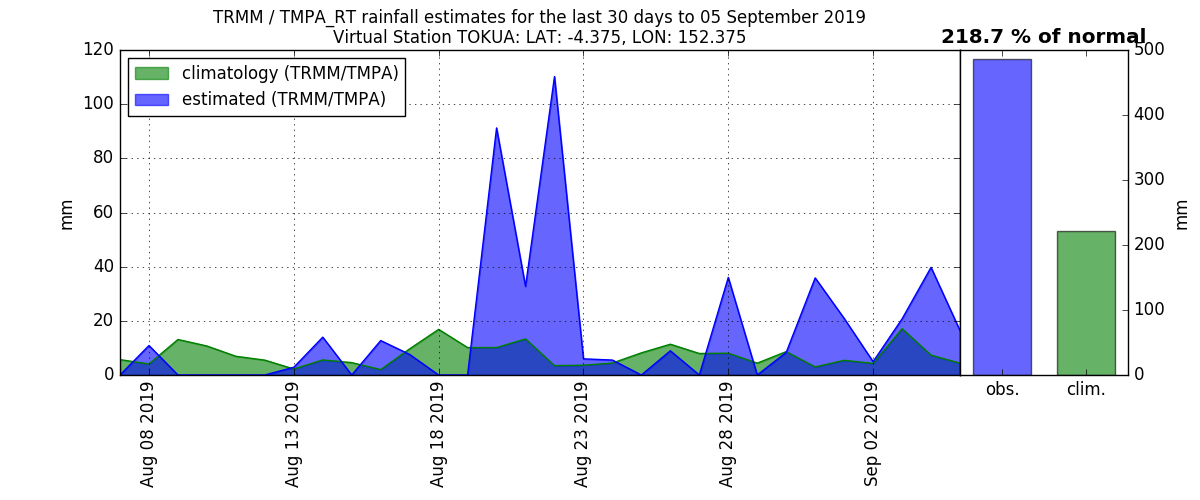 TRMM / TMPA_RT rainfall estimates for the last 30 days to 05 September 2019
Virtual Station TOKUA: LAT: -4.375, LON: 152.375
218.7 % of normal
climatology (TRMM/TMPA)
estimated (TRMM/TMPA)
mm
120
100
80
60
40
20
0
Aug 08 2019
Aug 13 2019
Aug 18 2019
Aug 23 2019
Aug 28 2019
Sep 02 2019
obs.
clim.
500
400
300
200
100
0
mm